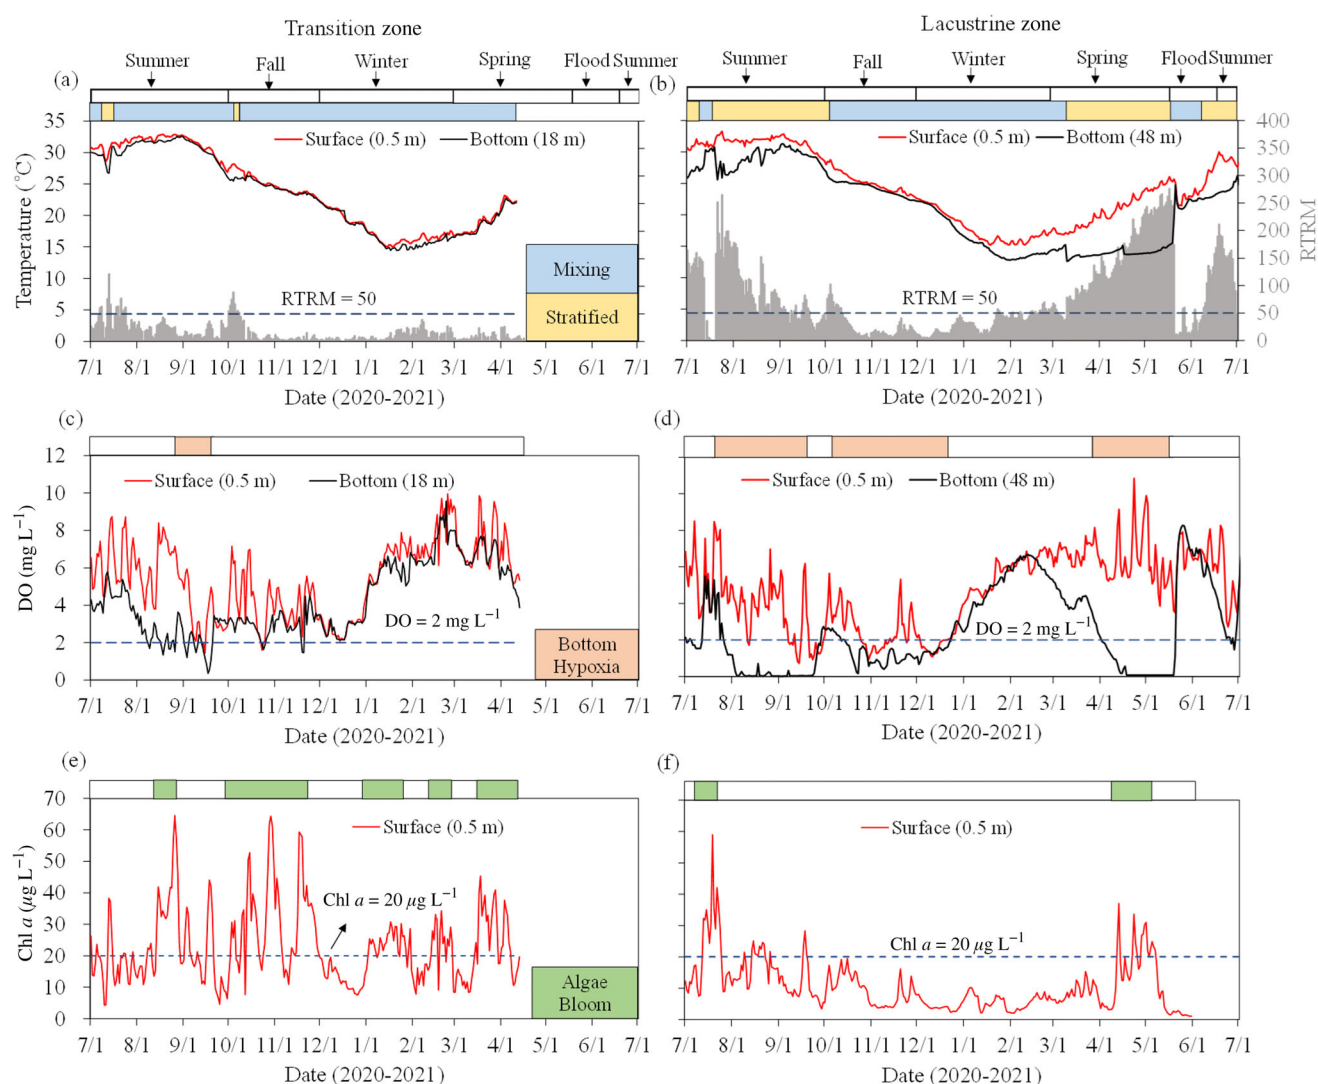 Transition zone
Lacustrine zone
(a)
Summer
Fall
Winter
Spring
Flood
Summer
35
30
25
20
15
10
5
0
Temperature (°C)
Surface (0.5 m)
Bottom (18 m)
RTRM = 50
Mixing
Stratified
7/1 8/1 9/1 10/1 11/1 12/1 1/1 2/1 3/1 4/1 5/1 6/1 7/1
Date (2020-2021)
(b)
Summer
Fall
Winter
Spring
Flood
Summer
Surface (0.5 m)
Bottom (48 m)
RTRM = 50
400
350
300
250
200
150
100
50
0
RTRM
7/1 8/1 9/1 10/1 11/1 12/1 1/1 2/1 3/1 4/1 5/1 6/1 7/1
Date (2020-2021)
(c)
12
10
8
6
4
2
0
DO (mg L⁻¹)
Surface (0.5 m)
Bottom (18 m)
DO = 2 mg L⁻¹
Bottom
Hypoxia
7/1 8/1 9/1 10/1 11/1 12/1 1/1 2/1 3/1 4/1 5/1 6/1 7/1
Date (2020-2021)
(d)
Surface (0.5 m)
Bottom (48 m)
DO = 2 mg L⁻¹
7/1 8/1 9/1 10/1 11/1 12/1 1/1 2/1 3/1 4/1 5/1 6/1 7/1
Date (2020-2021)
(e)
70
60
50
40
30
20
10
0
Chl a (µg L⁻¹)
Surface (0.5 m)
Chl a = 20 µg L⁻¹
Algae
Bloom
7/1 8/1 9/1 10/1 11/1 12/1 1/1 2/1 3/1 4/1 5/1 6/1 7/1
Date (2020-2021)
(f)
Surface (0.5 m)
Chl a = 20 µg L⁻¹
7/1 8/1 9/1 10/1 11/1 12/1 1/1 2/1 3/1 4/1 5/1 6/1 7/1
Date (2020-2021)